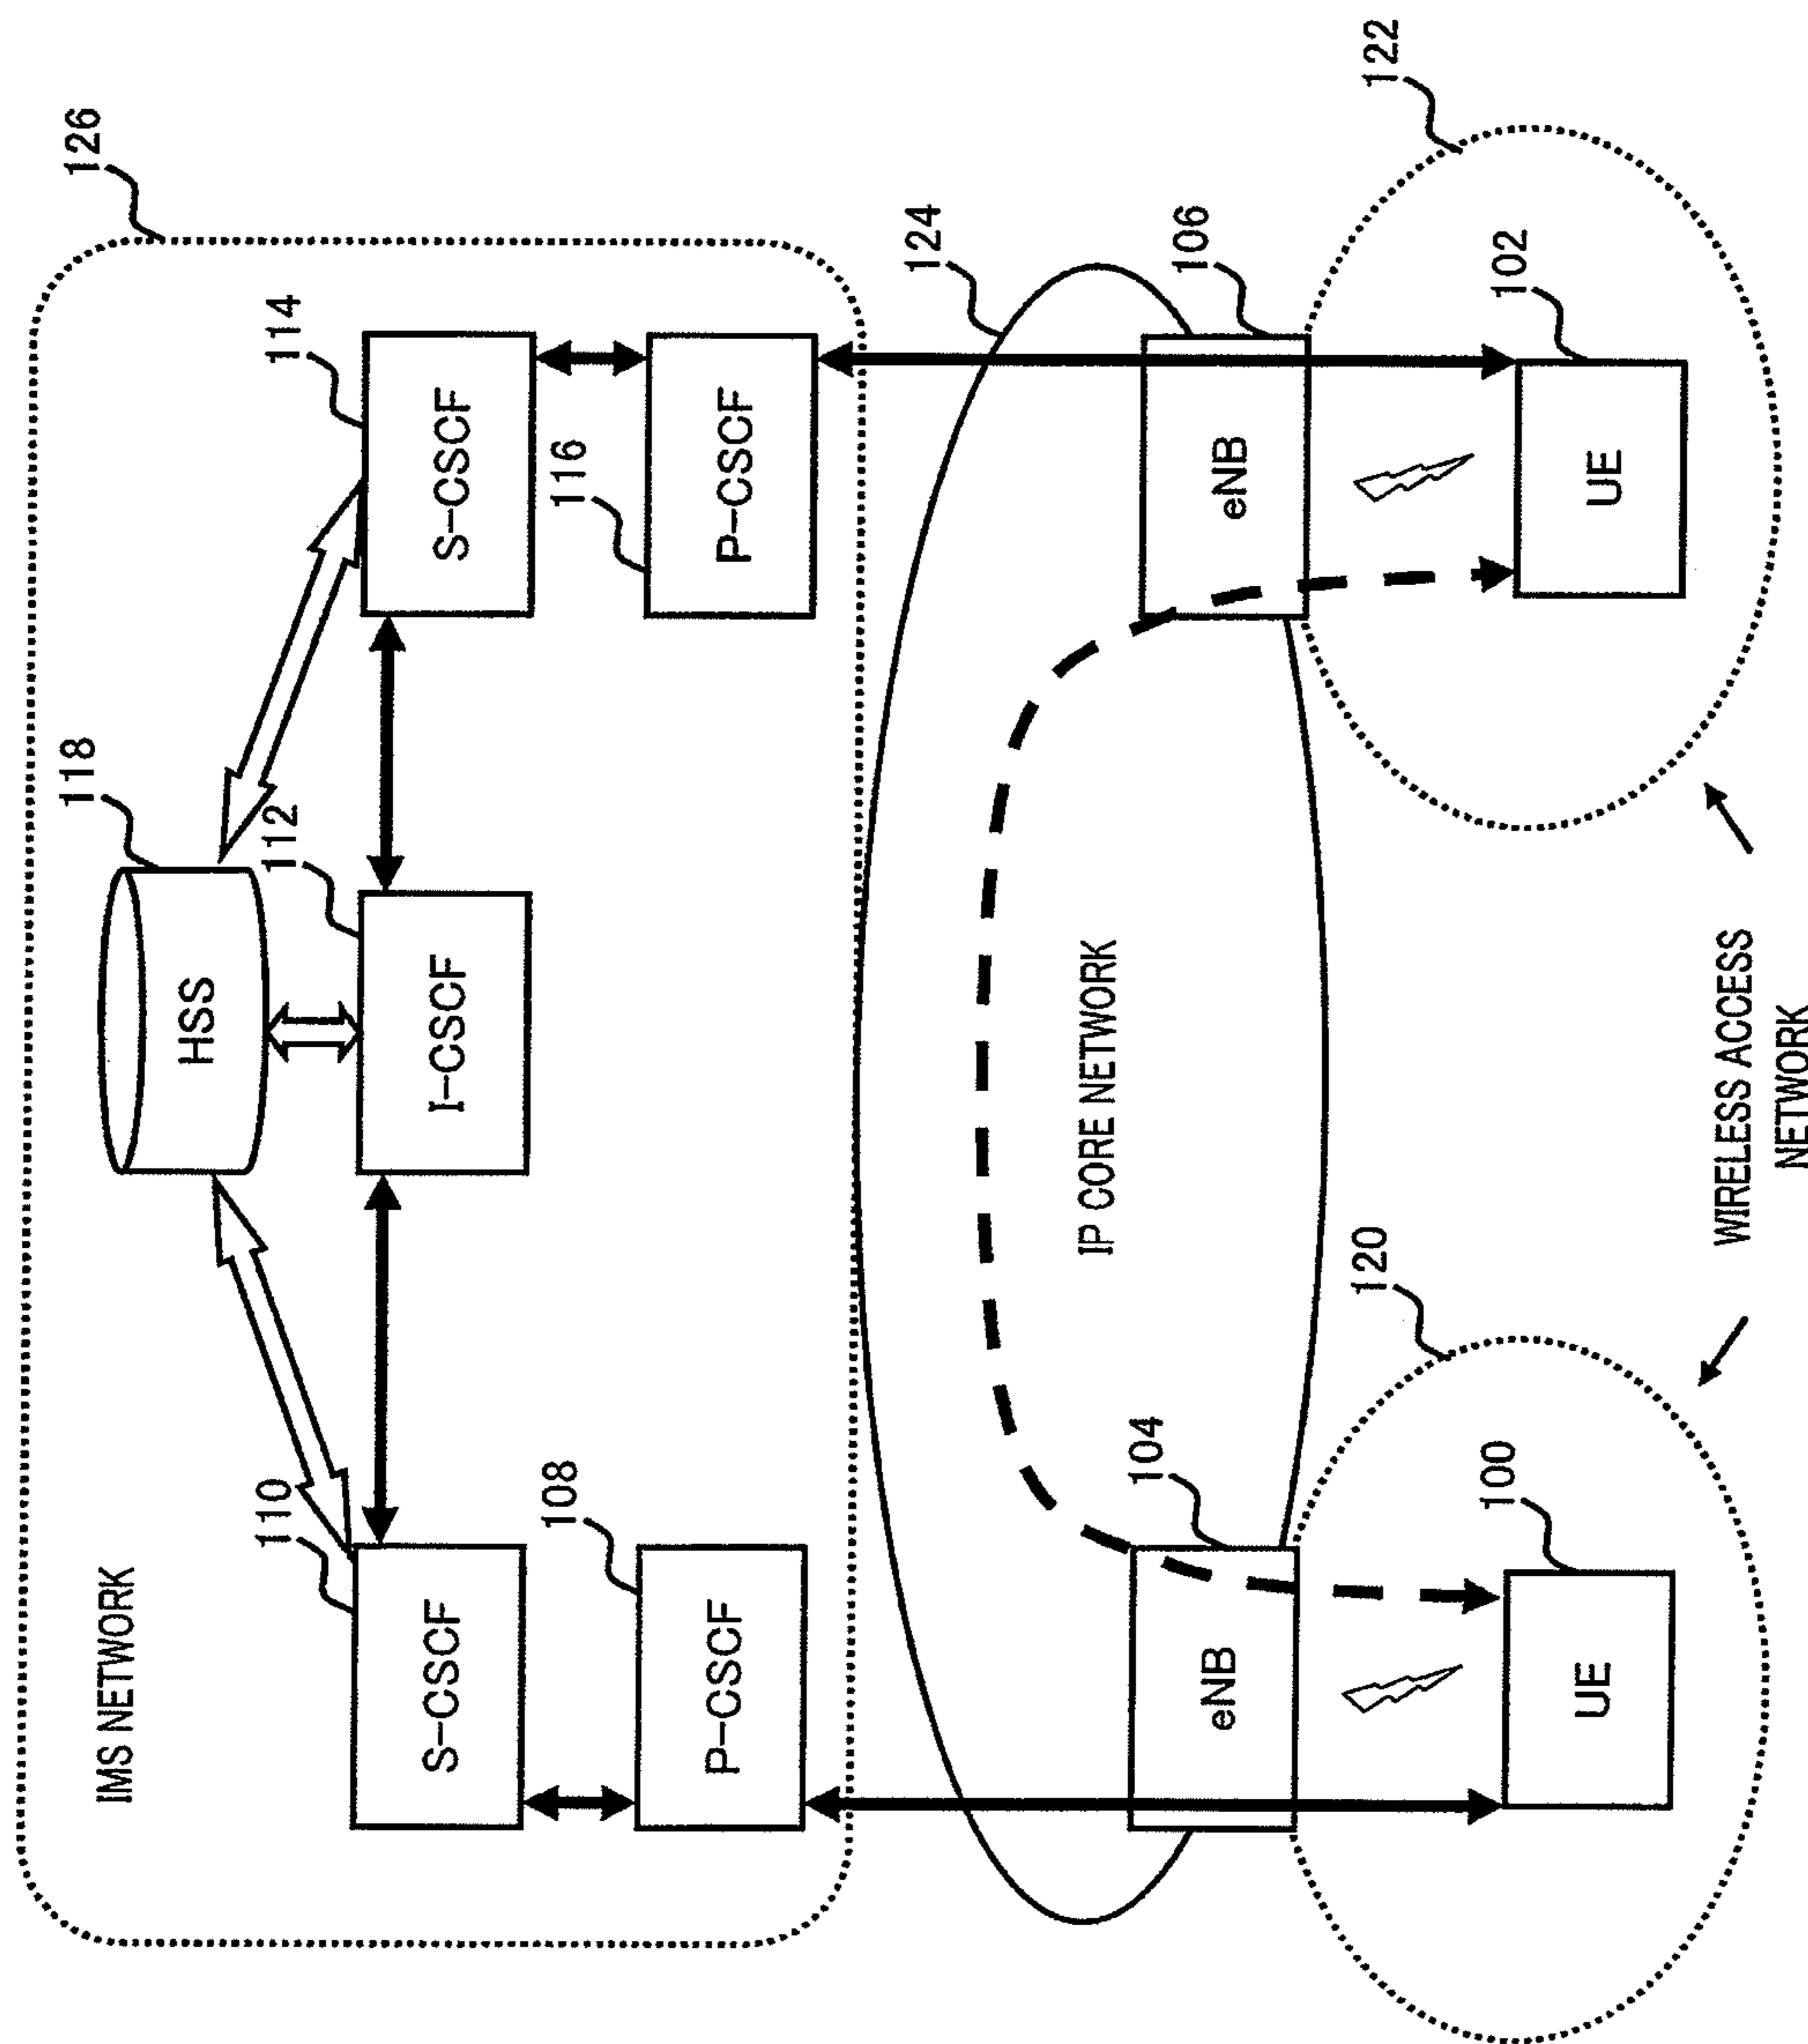 126
IMS NETWORK
118
HSS
110
112
114
S-CSCF
I-CSCF
S-CSCF
108
116
P-CSCF
P-CSCF
124
IP CORE NETWORK
104
106
eNB
eNB
120
122
100
102
UE
UE
WIRELESS ACCESS
NETWORK